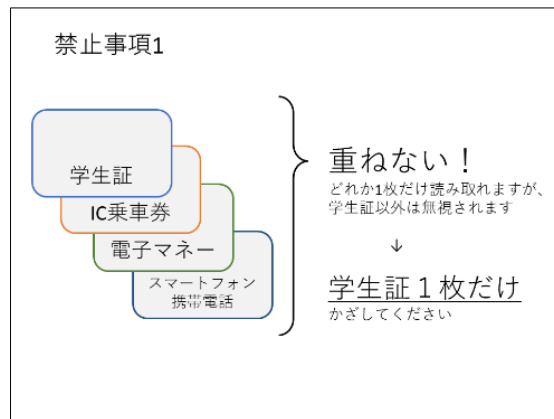 禁止事項1
学生証
IC乗車券
電子マネー
スマートフォン
携帯電話
重ねない！
どれか1枚だけ読み取れますが、
学生証以外は無視されます
↓
学生証１枚だけ
かざしてください